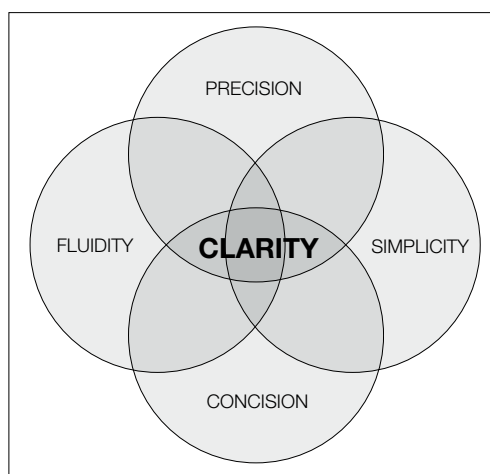 PRECISION
FLUIDITY
CLARITY
SIMPLICITY
CONCISION